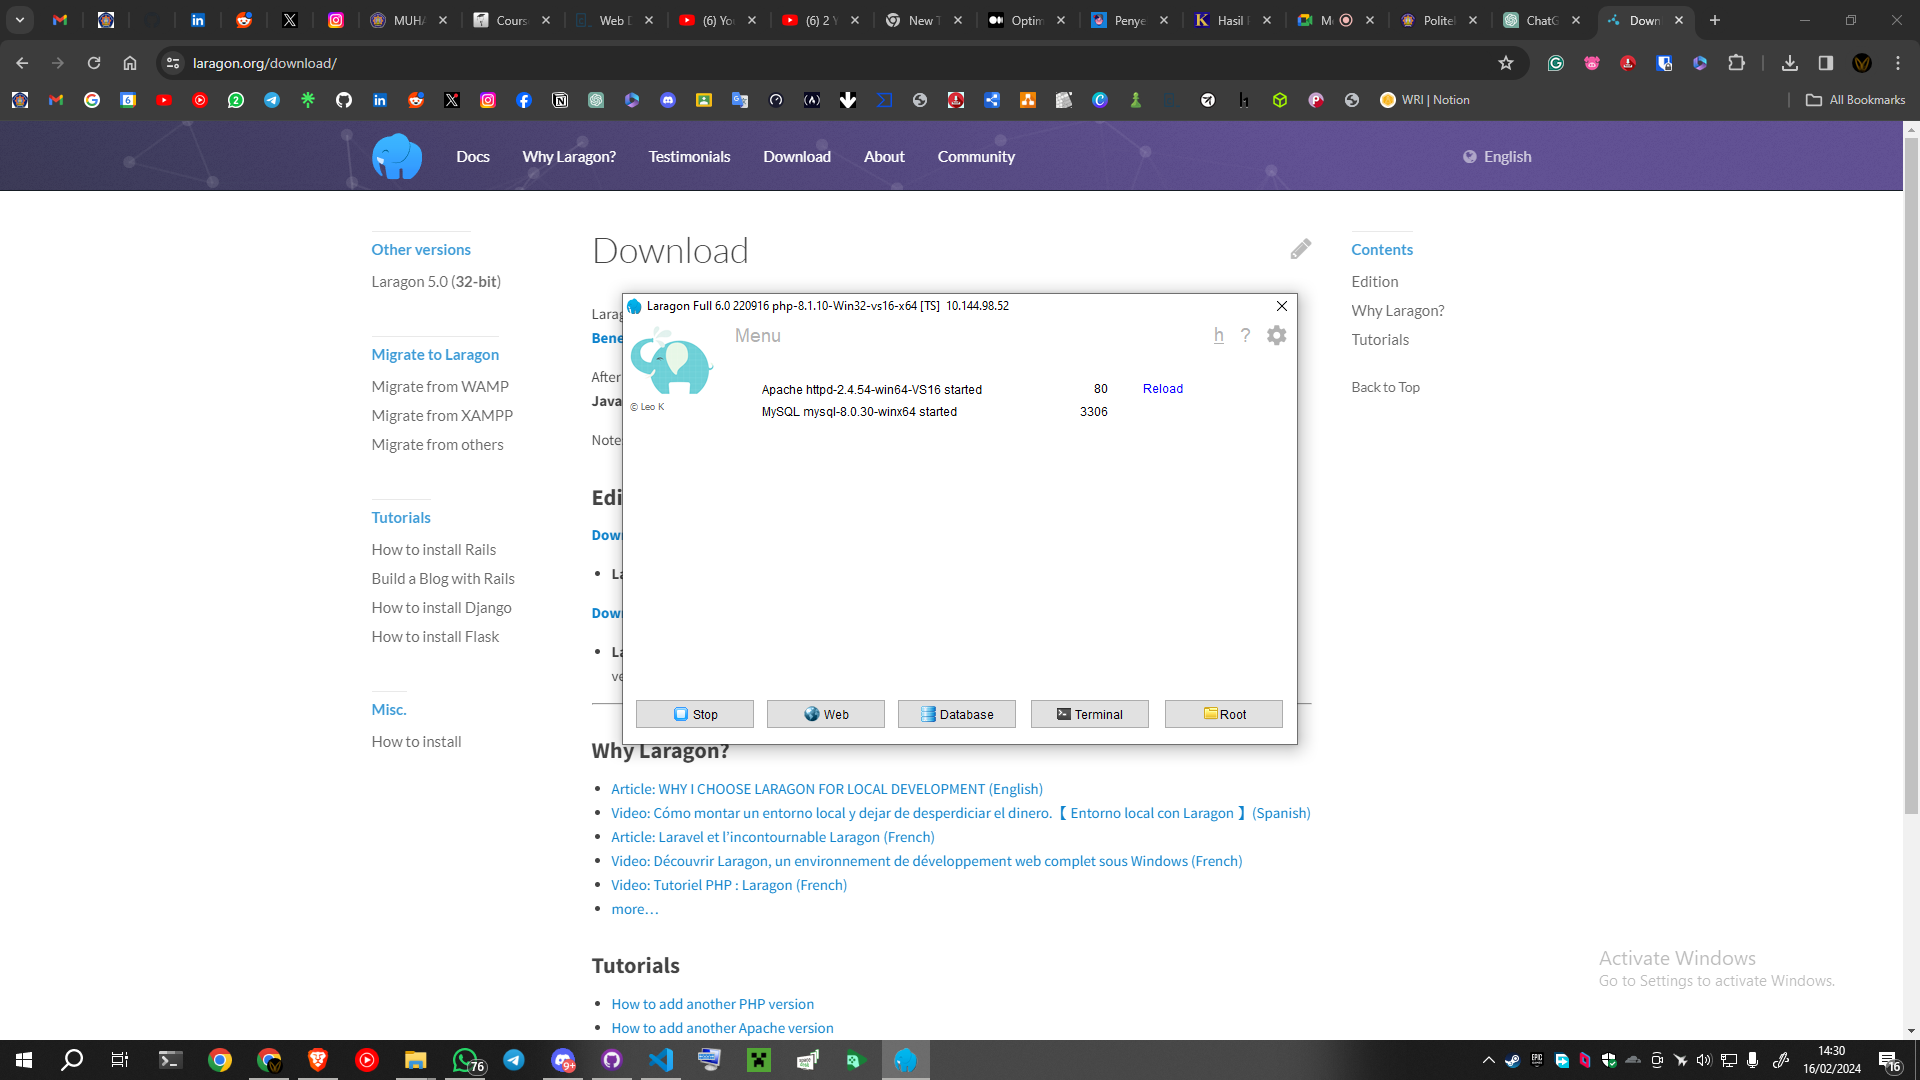 MUHA
Cours
Web D
(6) Yo
(6) 2 Y
New T
Optim
Penye
Hasil
Politek
ChatG
Down
laragon.org/download/
WRI | Notion
All Bookmarks
Docs
Why Laragon?
Testimonials
Download
About
Community
English
Other versions
Laragon 5.0 (32-bit)
Migrate to Laragon
Migrate from WAMP
Migrate from XAMPP
Migrate from others
Tutorials
How to install Rails
Build a Blog with Rails
How to install Django
How to install Flask
Misc.
How to install
Download
Larag
Bene
After
Java
Note
Edi
Dow
La
Dow
La
ve
Laragon Full 6.0 220916 php-8.1.10-Win32-vs16-x64 [TS] 10.144.98.52
Menu
h ?
© Leo K
Apache httpd-2.4.54-win64-VS16 started 80 Reload
MySQL mysql-8.0.30-winx64 started 3306
Stop
Web
Database
Terminal
Root
Why Laragon?
Article: WHY I CHOOSE LARAGON FOR LOCAL DEVELOPMENT (English)
Video: Cómo montar un entorno local y dejar de desperdiciar el dinero.【 Entorno local con Laragon 】(Spanish)
Article: Laravel et l’incontournable Laragon (French)
Video: Découvrir Laragon, un environnement de développement web complet sous Windows (French)
Video: Tutoriel PHP : Laragon (French)
more…
Tutorials
How to add another PHP version
How to add another Apache version
Contents
Edition
Why Laragon?
Tutorials
Back to Top
Activate Windows
Go to Settings to activate Windows.
76
9+
14:30
16/02/2024
16